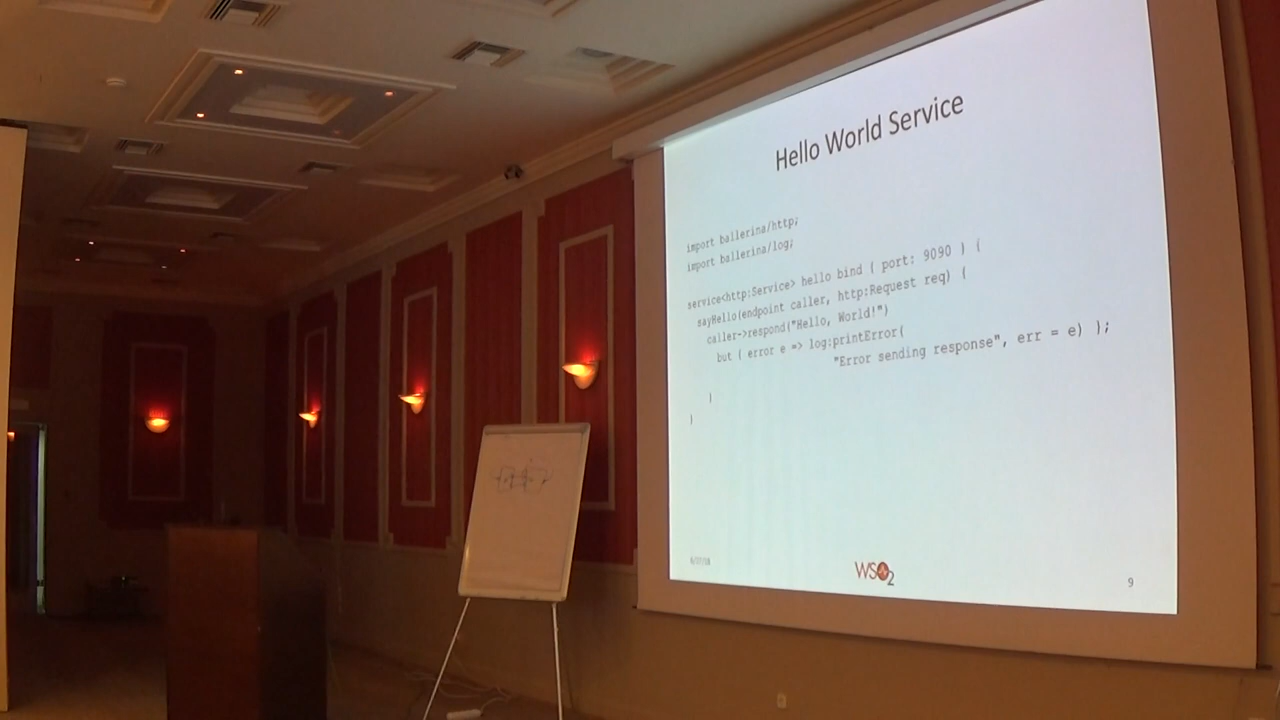 Hello World Service
import ballerina/http;
import ballerina/log;
service<http:Service> hello bind { port: 9090 } {
sayHello(endpoint caller, http:Request req) {
caller->respond("Hello, World!")
but { error e => log:printError(
"Error sending response", err = e) };
}
}
WSO2
9